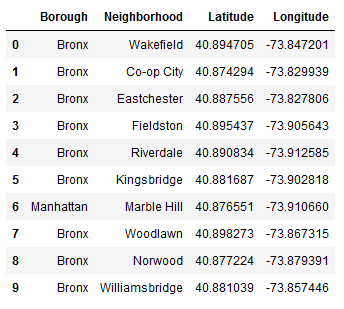 Borough Neighborhood Latitude Longitude
0 Bronx Wakefield 40.894705 -73.847201
1 Bronx Co-op City 40.874294 -73.829939
2 Bronx Eastchester 40.887556 -73.827806
3 Bronx Fieldston 40.895437 -73.905643
4 Bronx Riverdale 40.890834 -73.912585
5 Bronx Kingsbridge 40.881687 -73.902818
6 Manhattan Marble Hill 40.876551 -73.910660
7 Bronx Woodlawn 40.898273 -73.867315
8 Bronx Norwood 40.877224 -73.879391
9 Bronx Williamsbridge 40.881039 -73.857446